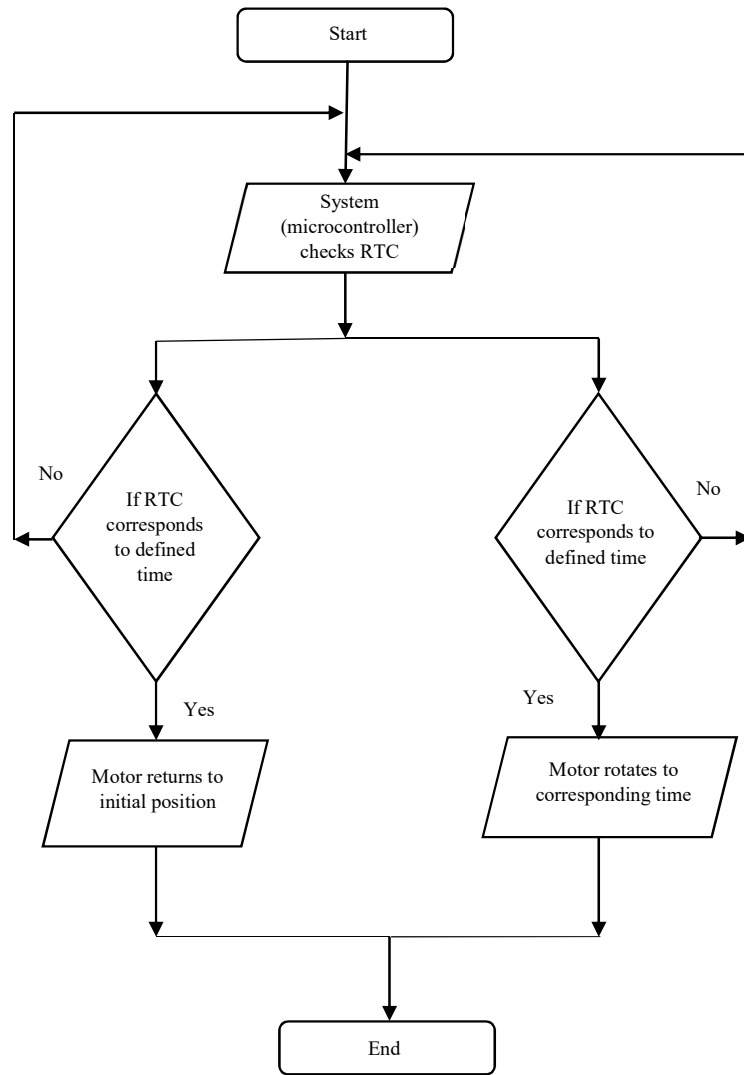 Start
System
(microcontroller)
checks RTC
No
If RTC
corresponds
to defined
time
If RTC
corresponds to
defined time
No
Yes
Yes
Motor returns to
initial position
Motor rotates to
corresponding time
End